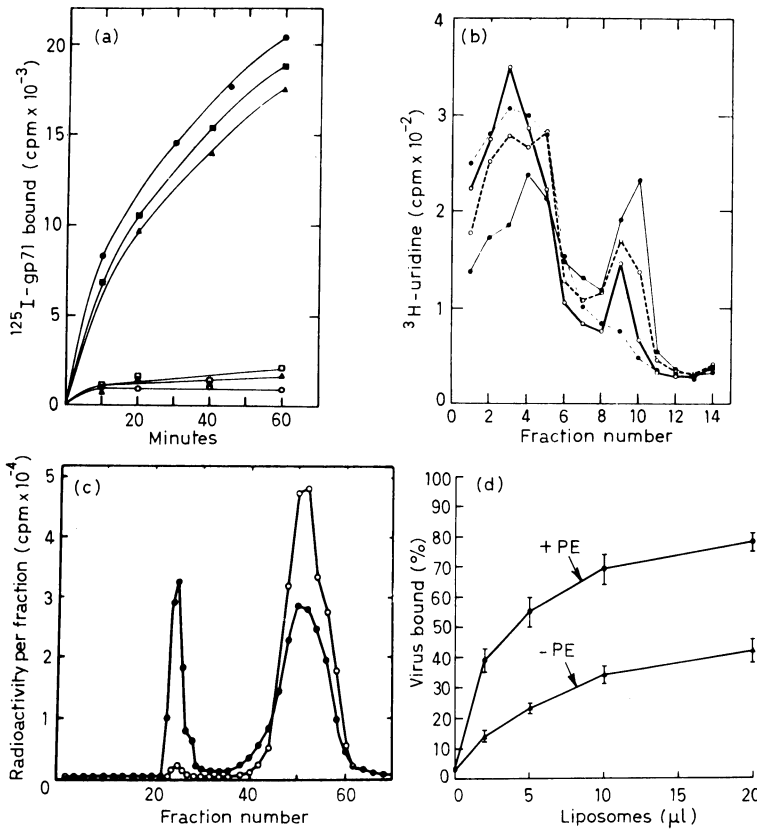 (a)
¹²⁵I-gp71 bound (cpm x 10⁻³)
20
15
10
5
0
0 20 40 60
Minutes
(b)
³H-uridine (cpm x 10⁻²)
4
3
2
1
0
0 2 4 6 8 10 12 14
Fraction number
(c)
Radioactivity per fraction (cpm x 10⁻⁴)
5
4
3
2
1
0
20 40 60
Fraction number
(d)
Virus bound (%)
100
90
80
70
60
50
40
30
20
10
0
+ PE
- PE
0 5 10 15 20
Liposomes (µl)